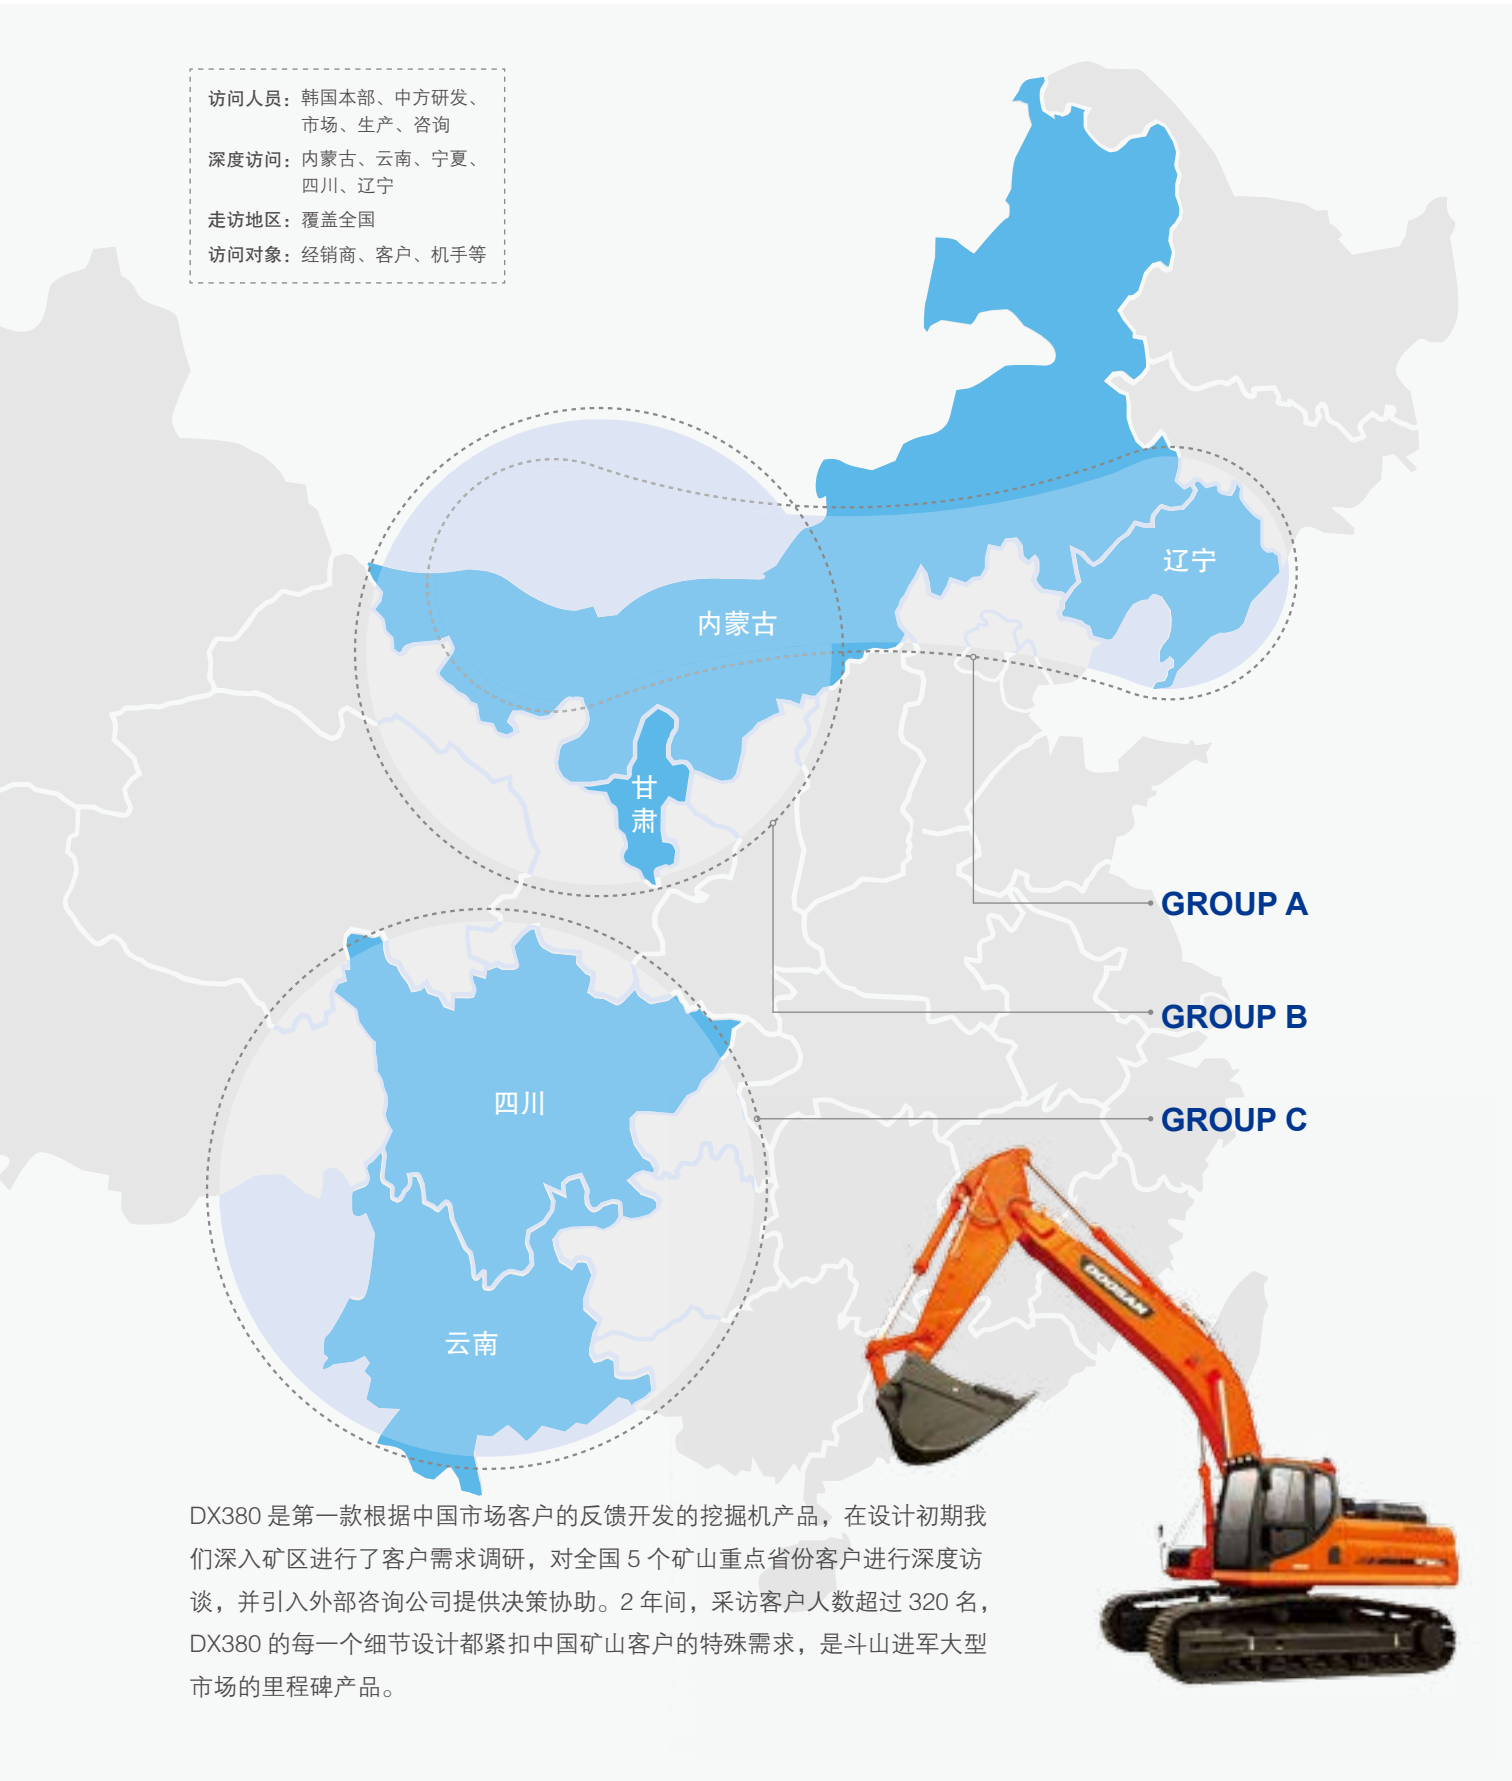 访问人员：韩国本部、中方研发、
市场、生产、咨询
深度访问：内蒙古、云南、宁夏、
四川、辽宁
走访地区：覆盖全国
访问对象：经销商、客户、机手等
辽宁
内蒙古
甘肃
GROUP A
GROUP B
四川
GROUP C
DOOSAN
云南
DX380 是第一款根据中国市场客户的反馈开发的挖掘机产品，在设计初期我
们深入矿区进行了客户需求调研，对全国 5 个矿山重点省份客户进行深度访
谈，并引入外部咨询公司提供决策协助。2 年间，采访客户人数超过 320 名，
DX380 的每一个细节设计都紧扣中国矿山客户的特殊需求，是斗山进军大型
市场的里程碑产品。